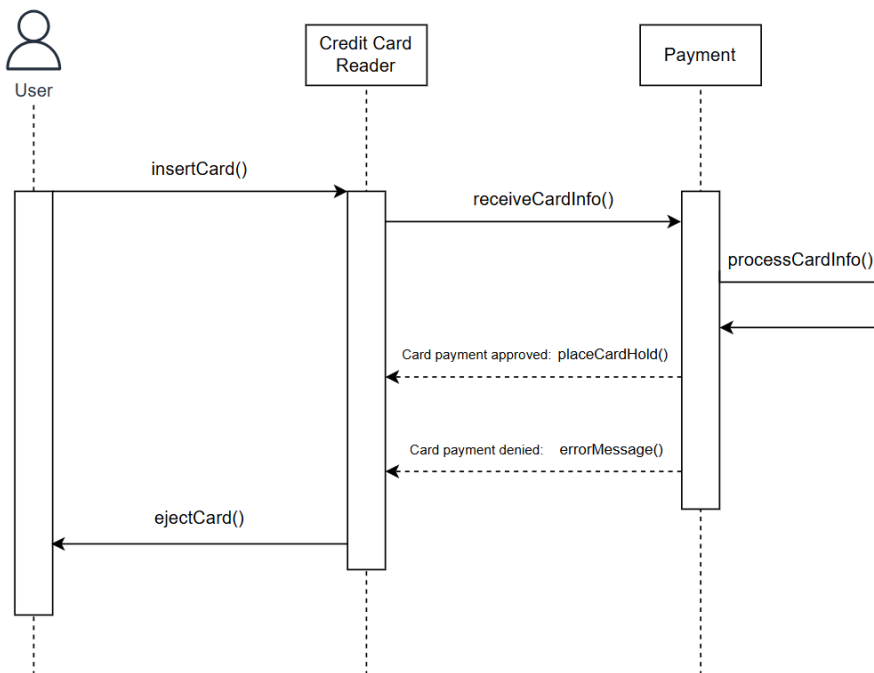 User
Credit Card
Reader
Payment
insertCard()
receiveCardInfo()
processCardInfo()
Card payment approved: placeCardHold()
Card payment denied: errorMessage()
ejectCard()